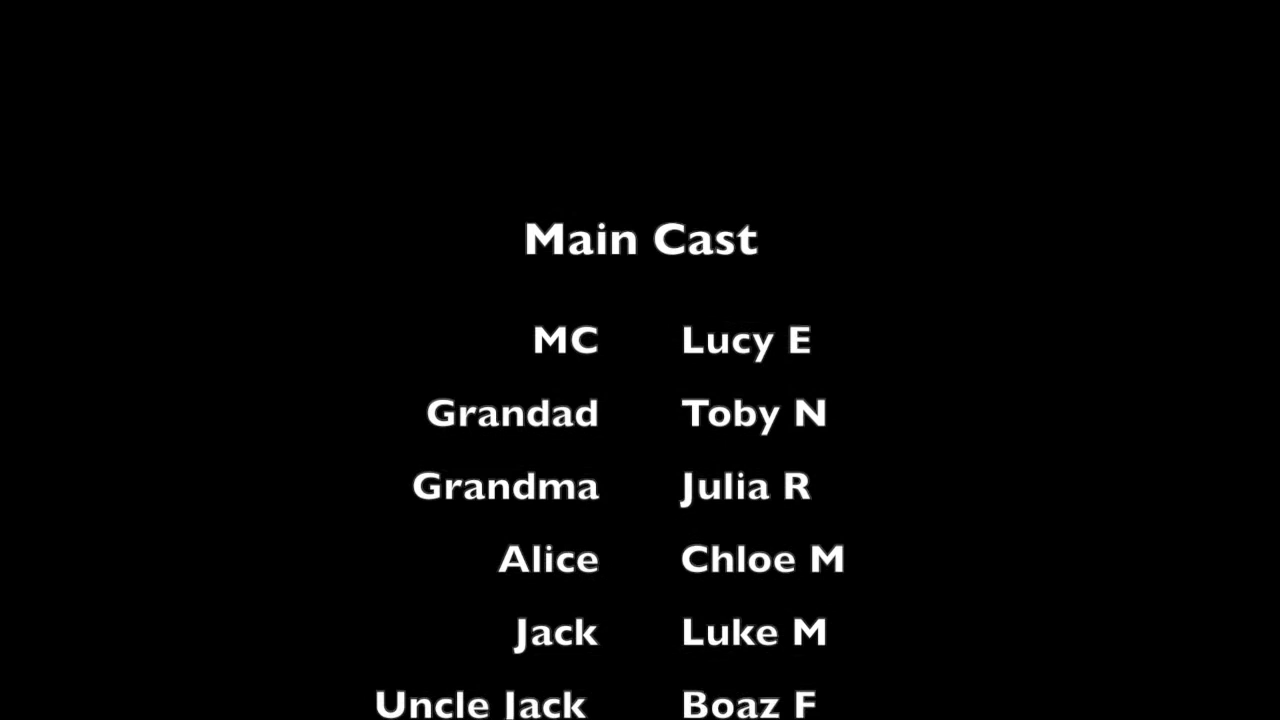 Main Cast
MC Lucy E
Grandad Toby N
Grandma Julia R
Alice Chloe M
Jack Luke M
Uncle Jack Boaz F